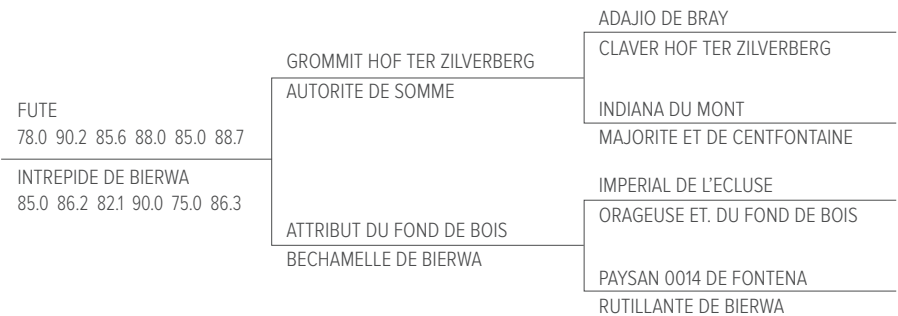 FUTE
78.0 90.2 85.6 88.0 85.0 88.7
INTREPIDE DE BIERWA
85.0 86.2 82.1 90.0 75.0 86.3
GROMMIT HOF TER ZILVERBERG
AUTORITE DE SOMME
ATTRIBUT DU FOND DE BOIS
BECHAMELLE DE BIERWA
ADAJIO DE BRAY
CLAVER HOF TER ZILVERBERG
INDIANA DU MONT
MAJORITE ET DE CENTFONTAINE
IMPERIAL DE L'ECLUSE
ORAGEUSE ET. DU FOND DE BOIS
PAYSAN 0014 DE FONTENA
RUTILLANTE DE BIERWA